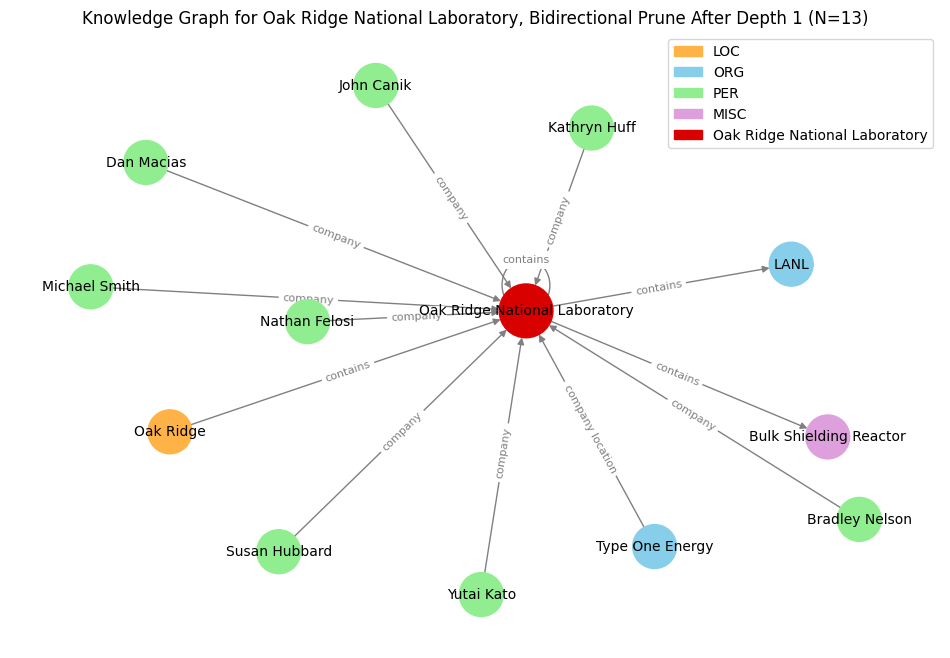 Knowledge Graph for Oak Ridge National Laboratory, Bidirectional Prune After Depth 1 (N=13)
LOC
ORG
PER
MISC
Oak Ridge National Laboratory
John Canik
Kathryn Huff
Dan Macias
company
company
company
contains
LANL
contains
Michael Smith
company
Oak Ridge National Laboratory
Nathan Felosi
company
contains
contains
company
Oak Ridge
company
company location
Bulk Shielding Reactor
company
Bradley Nelson
Susan Hubbard
Type One Energy
Yutai Kato